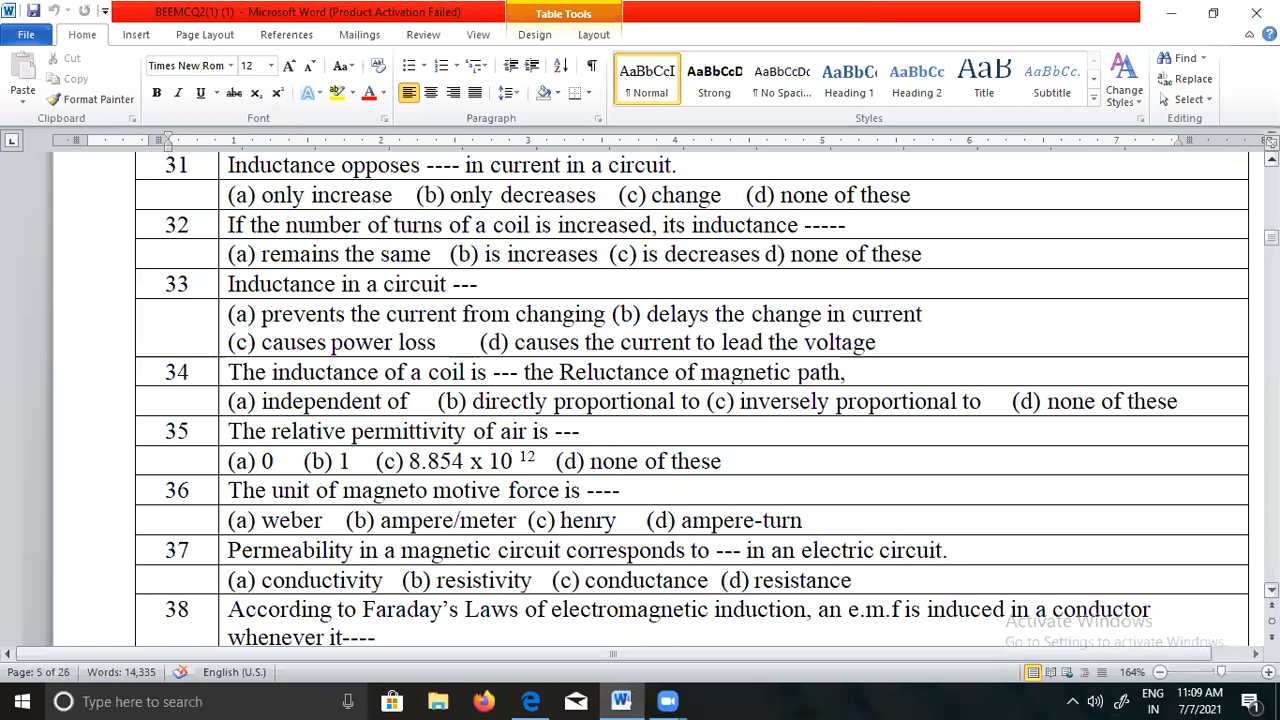 BEEMCQ2(1) (1) - Microsoft Word (Product Activation Failed)
Table Tools
File Home Insert Page Layout References Mailings Review View Design Layout
Paste
Cut
Copy
Format Painter
Clipboard
Times New Rom 12
Font
Paragraph
AaBbCcI AaBbCcD AaBbCcDc AaBbC AaBbCc AaB AaBbCcL
¶ Normal Strong ¶ No Spaci... Heading 1 Heading 2 Title Subtitle
Change Styles
Styles
Find
Replace
Select
Editing
1 2 3 4 5 6
31 Inductance opposes ---- in current in a circuit.
(a) only increase (b) only decreases (c) change (d) none of these
32 If the number of turns of a coil is increased, its inductance -----
(a) remains the same (b) is increases (c) is decreases d) none of these
33 Inductance in a circuit ---
(a) prevents the current from changing (b) delays the change in current
(c) causes power loss (d) causes the current to lead the voltage
34 The inductance of a coil is --- the Reluctance of magnetic path,
(a) independent of (b) directly proportional to (c) inversely proportional to (d) none of these
35 The relative permittivity of air is ---
(a) 0 (b) 1 (c) 8.854 x 10 12 (d) none of these
36 The unit of magneto motive force is ----
(a) weber (b) ampere/meter (c) henry (d) ampere-turn
37 Permeability in a magnetic circuit corresponds to --- in an electric circuit.
(a) conductivity (b) resistivity (c) conductance (d) resistance
38 According to Faraday’s Laws of electromagnetic induction, an e.m.f is induced in a conductor
whenever it----
Activate Windows
Go to Settings to activate Windows.
Page: 5 of 26 Words: 14,335 English (U.S.) 164%
Type here to search
ENG
IN
11:09 AM
7/7/2021